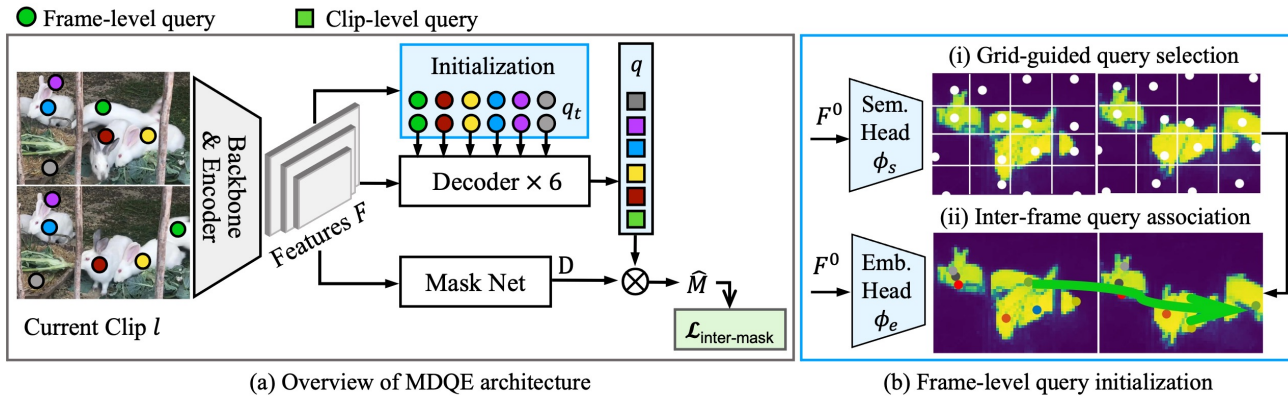 Frame-level query
Clip-level query
Initialization
q_t
q
Backbone
& Encoder
Features F
Decoder × 6
Mask Net
D
⊗
M̂
ℒ_inter-mask
Current Clip l
(a) Overview of MDQE architecture
(i) Grid-guided query selection
F⁰
Sem.
Head
ϕ_s
(ii) Inter-frame query association
F⁰
Emb.
Head
ϕ_e
(b) Frame-level query initialization